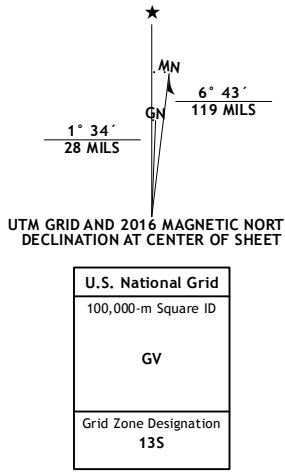 ★
MN
6° 43´
119 MILS
GN
1° 34´
28 MILS
UTM GRID AND 2016 MAGNETIC NORT
DECLINATION AT CENTER OF SHEET
U.S. National Grid
100,000-m Square ID
GV
Grid Zone Designation
13S